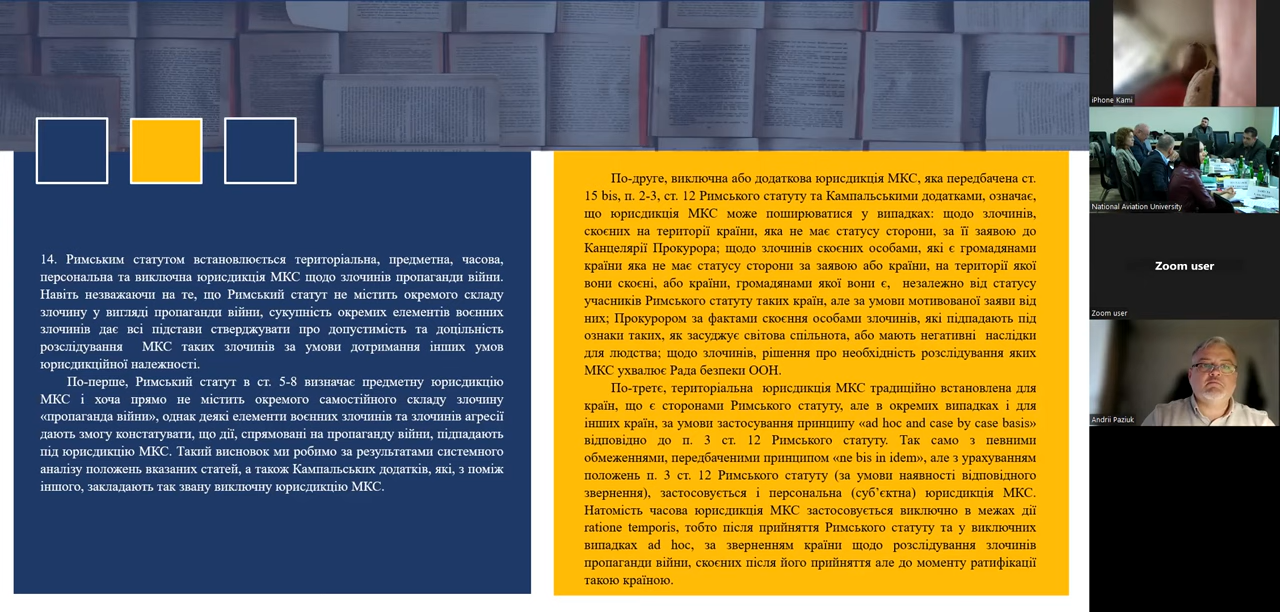 14. Римським статутом встановлюється територіальна, предметна, часова,
персональна та виключна юрисдикція МКС щодо злочинів пропаганди війни.
Навіть незважаючи на те, що Римський статут не містить окремого складу
злочину у вигляді пропаганди війни, сукупність окремих елементів воєнних
злочинів дає всі підстави стверджувати про допустимість та доцільність
розслідування МКС таких злочинів за умови дотримання інших умов
юрисдикційної належності.
По-перше, Римський статут в ст. 5-8 визначає предметну юрисдикцію
МКС і хоча прямо не містить окремого самостійного складу злочину
«пропаганда війни», однак деякі елементи воєнних злочинів та злочинів агресії
дають змогу констатувати, що дії, спрямовані на пропаганду війни, підпадають
під юрисдикцію МКС. Такий висновок ми робимо за результатами системного
аналізу положень вказаних статей, а також Кампальських додатків, які, з поміж
іншого, закладають так звану виключну юрисдикцію МКС.
По-друге, виключна або додаткова юрисдикція МКС, яка передбачена ст.
15 bis, п. 2-3, ст. 12 Римського статуту та Кампальськими додатками, означає,
що юрисдикція МКС може поширюватися у випадках: щодо злочинів,
скоєних на території країни, яка не має статусу сторони, за її заявою до
Канцелярії Прокурора; щодо злочинів скоєних особами, які є громадянами
країни яка не має статусу сторони за заявою або країни, на території якої
вони скоєні, або країни, громадянами якої вони є, незалежно від статусу
учасників Римського статуту таких країн, але за умови мотивованої заяви від
них; Прокурором за фактами скоєння особами злочинів, які підпадають під
ознаки таких, як засуджує світова спільнота, або мають негативні наслідки
для людства; щодо злочинів, рішення про необхідність розслідування яких
МКС ухвалює Рада безпеки ООН.
По-третє, територіальна юрисдикція МКС традиційно встановлена для
країн, що є сторонами Римського статуту, але в окремих випадках і для
інших країн, за умови застосування принципу «ad hoc and case by case basis»
відповідно до п. 3 ст. 12 Римського статуту. Так само з певними
обмеженнями, передбаченими принципом «ne bis in idem», але з урахуванням
положень п. 3 ст. 12 Римського статуту (за умови наявності відповідного
звернення), застосовується і персональна (суб’єктна) юрисдикція МКС.
Натомість часова юрисдикція МКС застосовується виключно в межах дії
ratione temporis, тобто після прийняття Римського статуту та у виключних
випадках ad hoc, за зверненням країни щодо розслідування злочинів
пропаганди війни, скоєних після його прийняття але до моменту ратифікації
такою країною.
iPhone Kami
National Aviation University
Zoom user
Zoom user
Andrii Paziuk